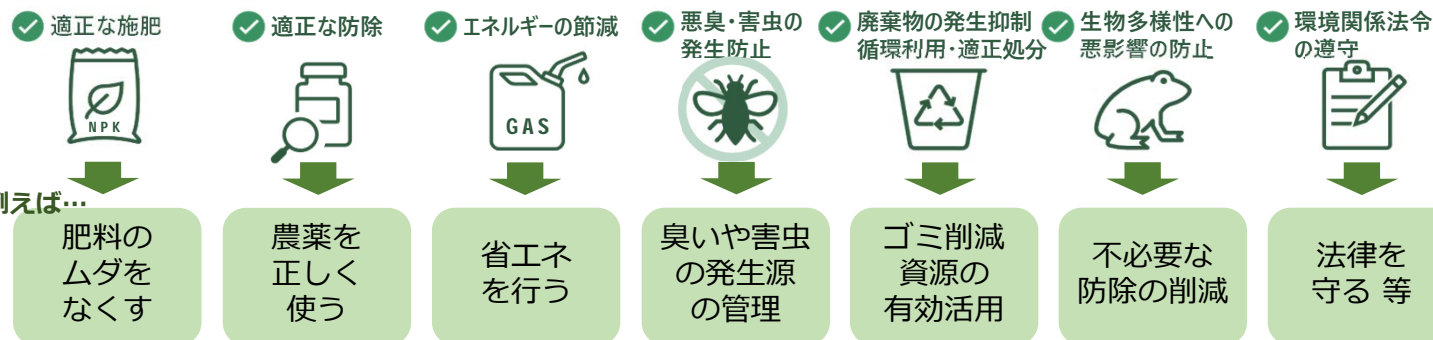 適正な施肥
適正な防除
エネルギーの節減
悪臭・害虫の
発生防止
廃棄物の発生抑制
循環利用・適正処分
生物多様性への
悪影響の防止
環境関係法令
の遵守
NPK
GAS
例えば…
肥料の
ムダを
なくす
農薬を
正しく
使う
省エネ
を行う
臭いや害虫
の発生源
の管理
ゴミ削減
資源の
有効活用
不必要な
防除の削減
法律を
守る 等